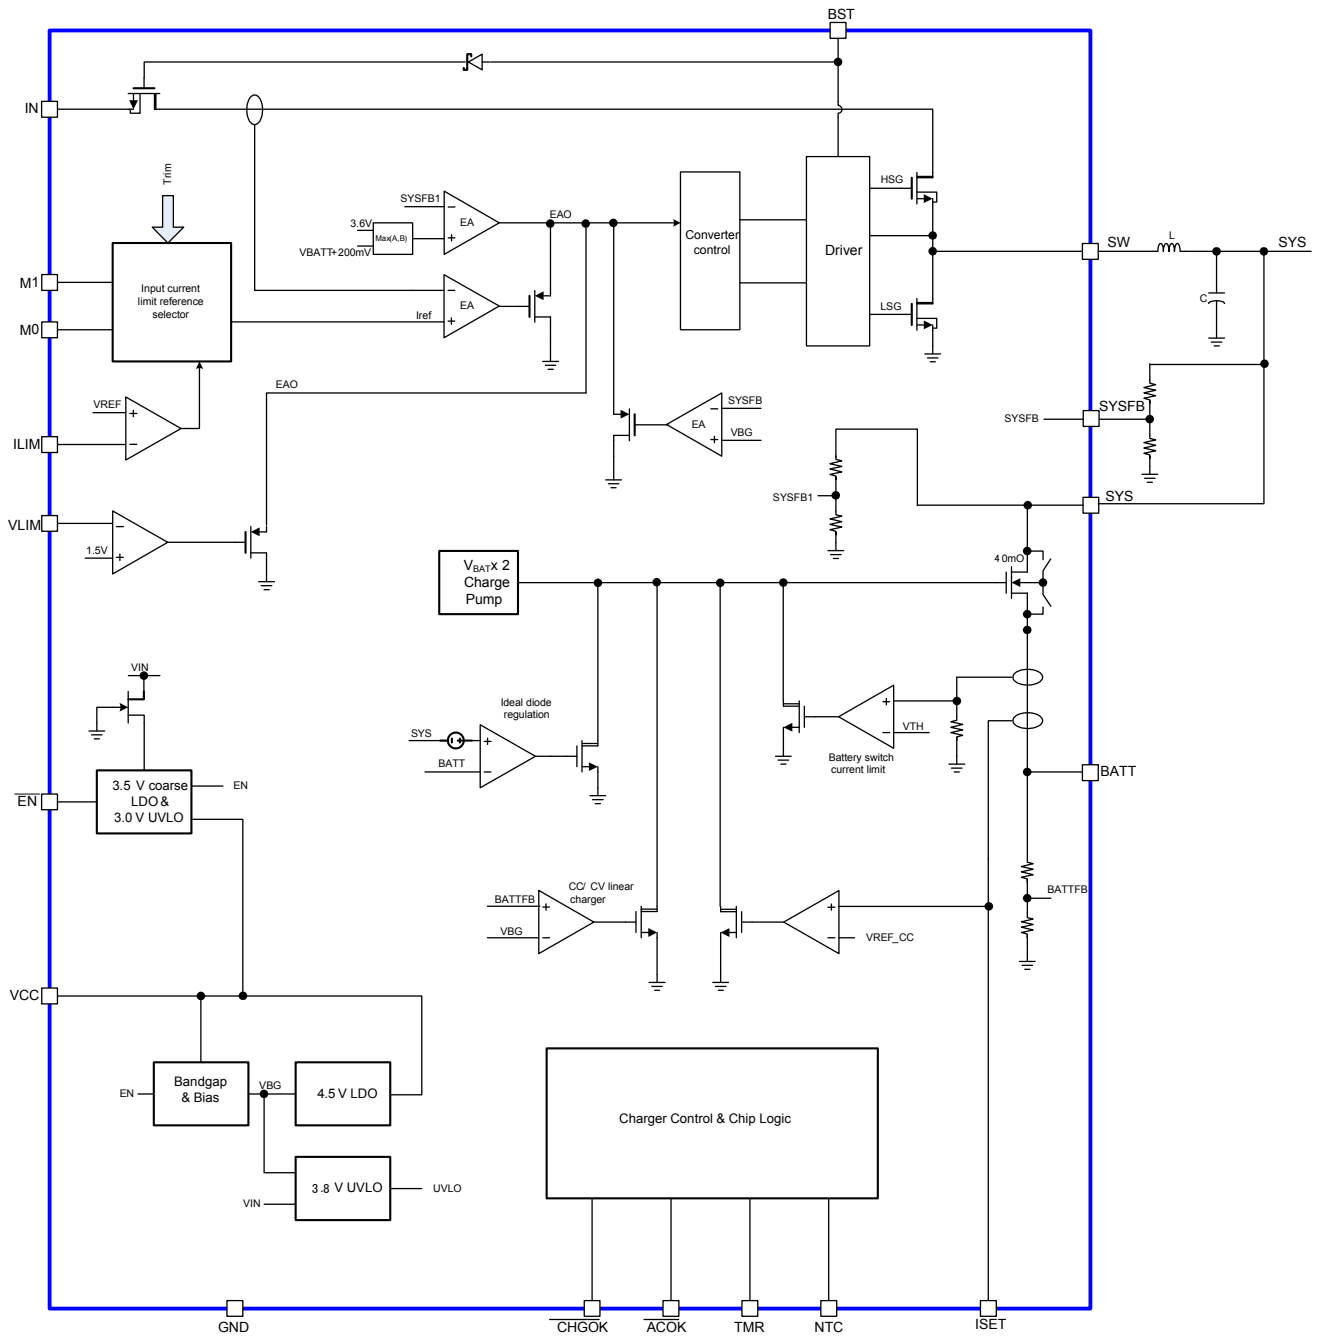 BST
IN
Trim
HSG
SYSFB1
3.6V
Max(A,B)
VBATT+200mV
−
EA
+
EAO
Converter
control
Driver
SW
L
SYS
C
M1
M0
Input current
limit reference
selector
Iref
−
EA
+
LSG
EAO
VREF
+
−
ILIM
SYSFB
−
EA
+
VBG
SYSFB
SYSFB
SYSFB1
SYS
VLIM
−
1.5V
+
VBAT x 2
Charge
Pump
40mO
VIN
Ideal diode
regulation
SYS
+
BATT
−
+
VTH
−
Battery switch
current limit
BATT
EN
3.5 V coarse
LDO &
3.0 V UVLO
EN
CC/ CV linear
charger
BATTFB
+
VBG
−
+
−
VREF_CC
BATTFB
VCC
EN
Bandgap
& Bias
VBG
4.5 V LDO
VIN
3.8 V UVLO
UVLO
Charger Control & Chip Logic
GND
CHGOK
ACOK
TMR
NTC
ISET